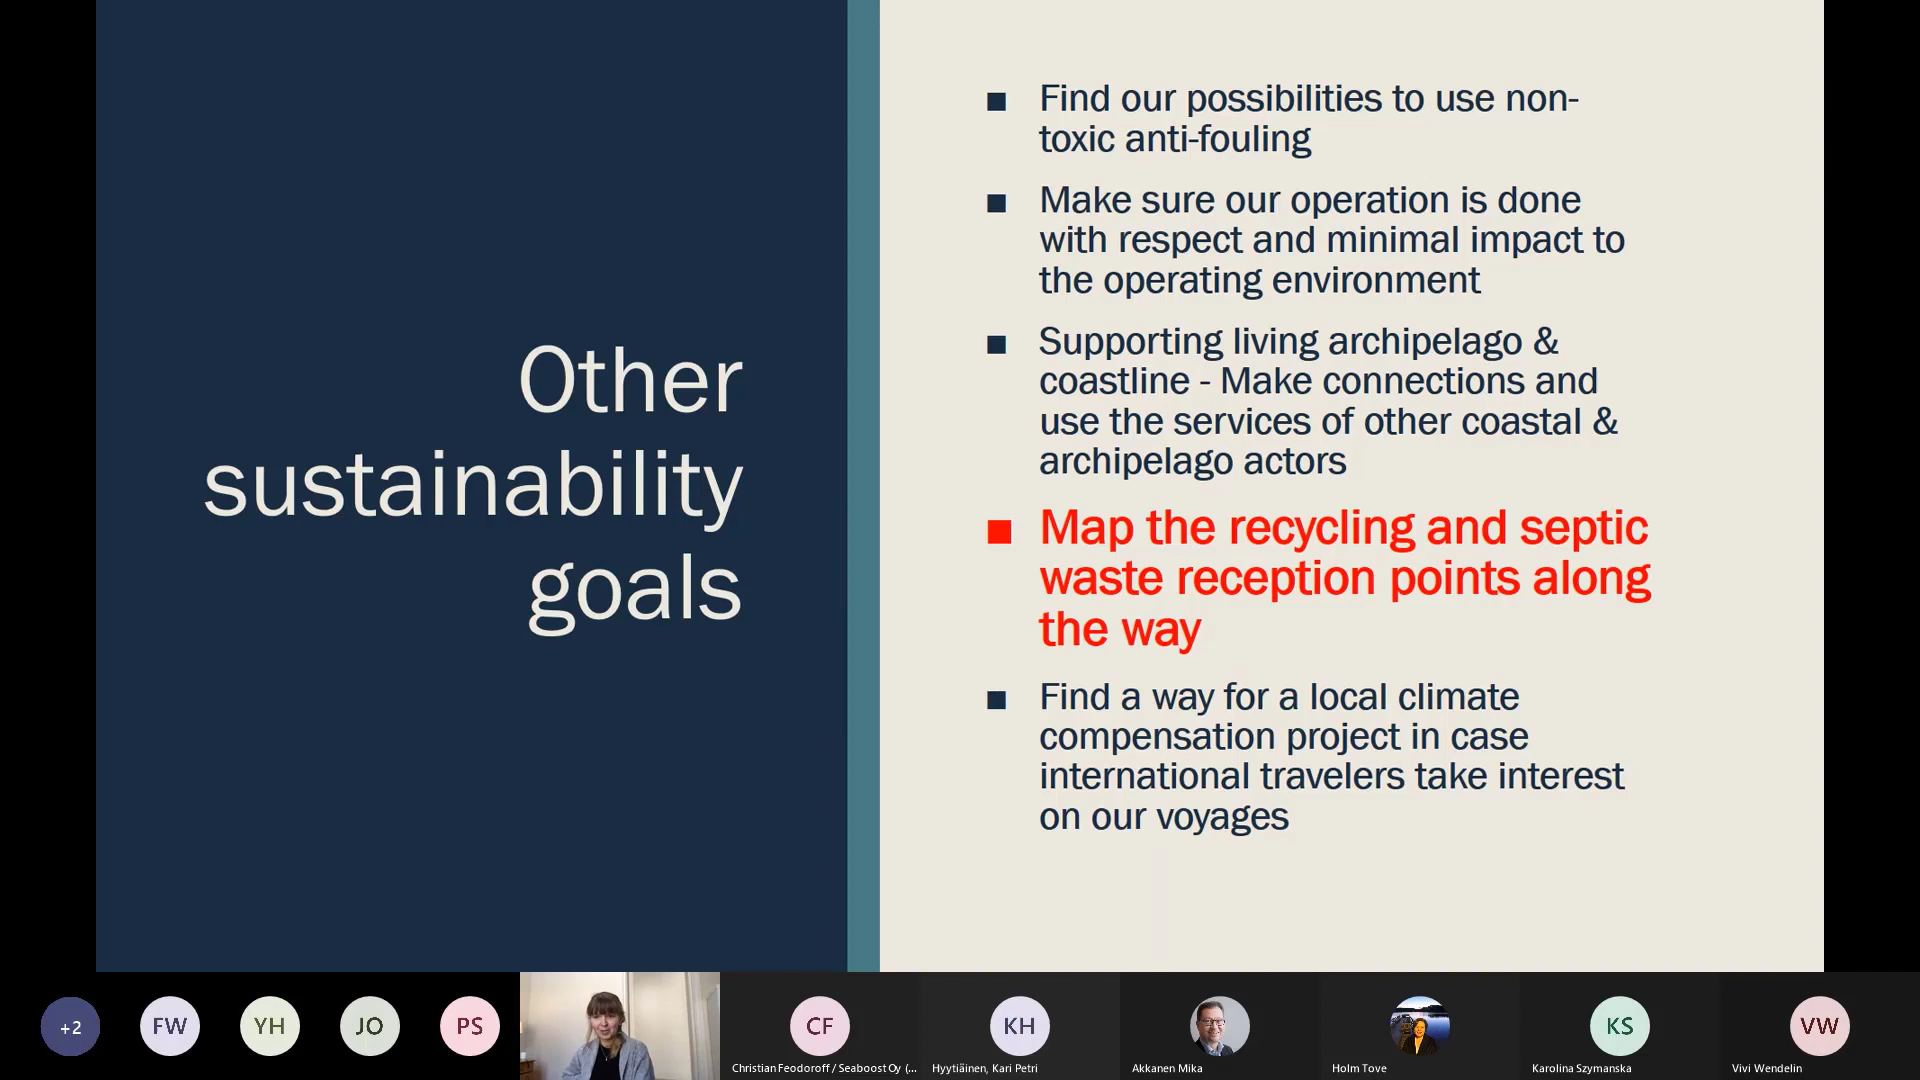 Other
sustainability
goals
Find our possibilities to use non-
toxic anti-fouling
Make sure our operation is done
with respect and minimal impact to
the operating environment
Supporting living archipelago &
coastline - Make connections and
use the services of other coastal &
archipelago actors
Map the recycling and septic
waste reception points along
the way
Find a way for a local climate
compensation project in case
international travelers take interest
on our voyages
+2
FW
YH
JO
PS
CF
Christian Feodoroff / Seaboost Oy (...
KH
Hyytiäinen, Kari Petri
Akkanen Mika
Holm Tove
KS
Karolina Szymanska
VW
Vivi Wendelin